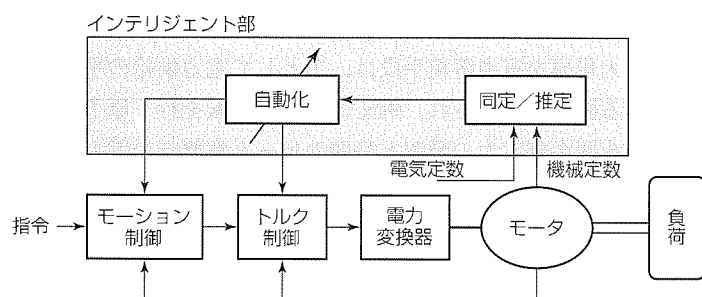 インテリジェント部
自動化
同定/推定
電気定数
機械定数
指令
モーション
制御
トルク
制御
電力
変換器
モータ
負荷